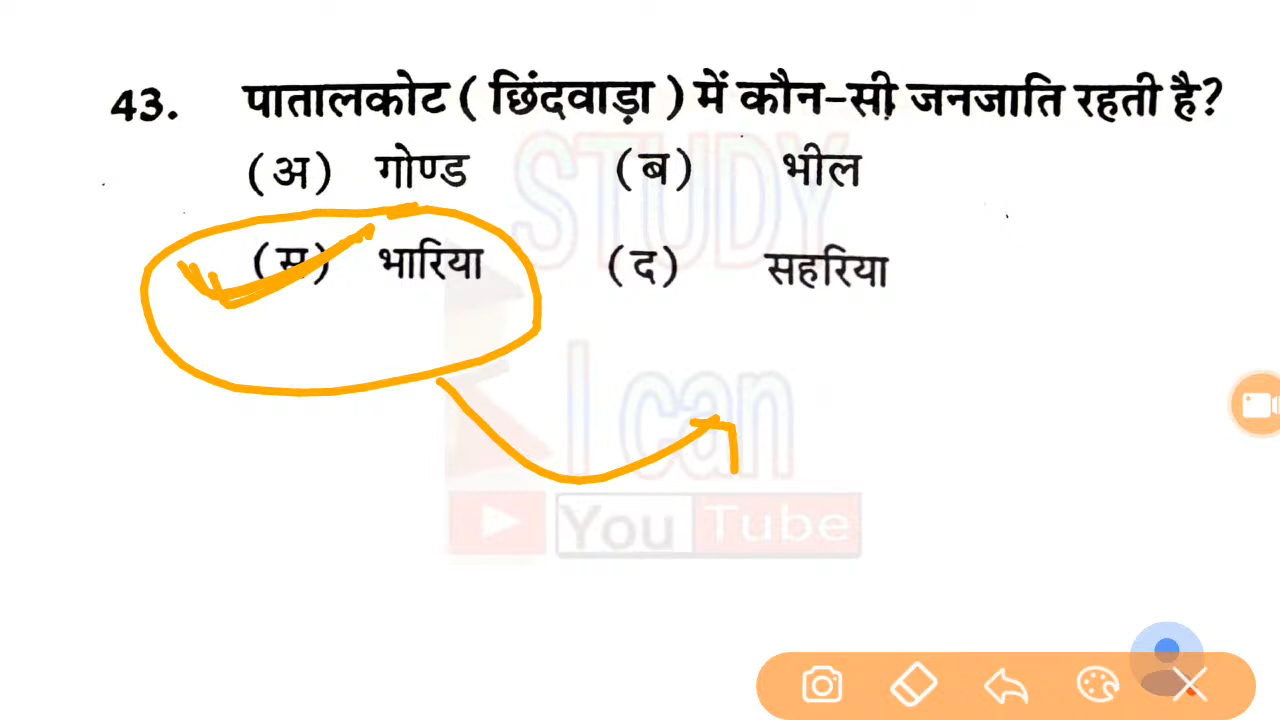 43. पातालकोट ( छिंदवाड़ा ) में कौन-सी जनजाति रहती है?
(अ) गोण्ड (ब) भील
(स) भारिया (द) सहरिया
STUDY
I can
YouTube